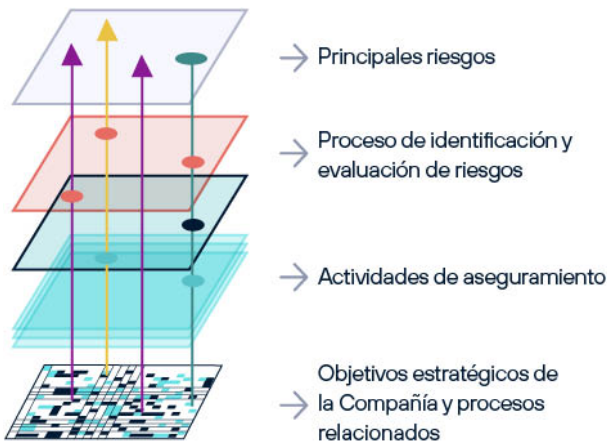 Principales riesgos
Proceso de identificación y
evaluación de riesgos
Actividades de aseguramiento
Objetivos estratégicos de
la Compañía y procesos
relacionados